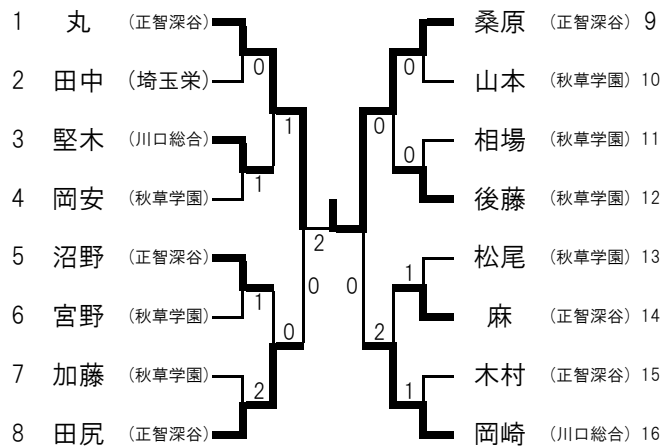 1 丸 (正智深谷)
2 田中 (埼玉栄)
3 堅木 (川口総合)
4 岡安 (秋草学園)
5 沼野 (正智深谷)
6 宮野 (秋草学園)
7 加藤 (秋草学園)
8 田尻 (正智深谷)
0
1
1
1
0
2
2
0 0
0
0
0
1
2
1
桑原 (正智深谷) 9
山本 (秋草学園) 10
相場 (秋草学園) 11
後藤 (秋草学園) 12
松尾 (秋草学園) 13
麻 (正智深谷) 14
木村 (正智深谷) 15
岡崎 (川口総合) 16